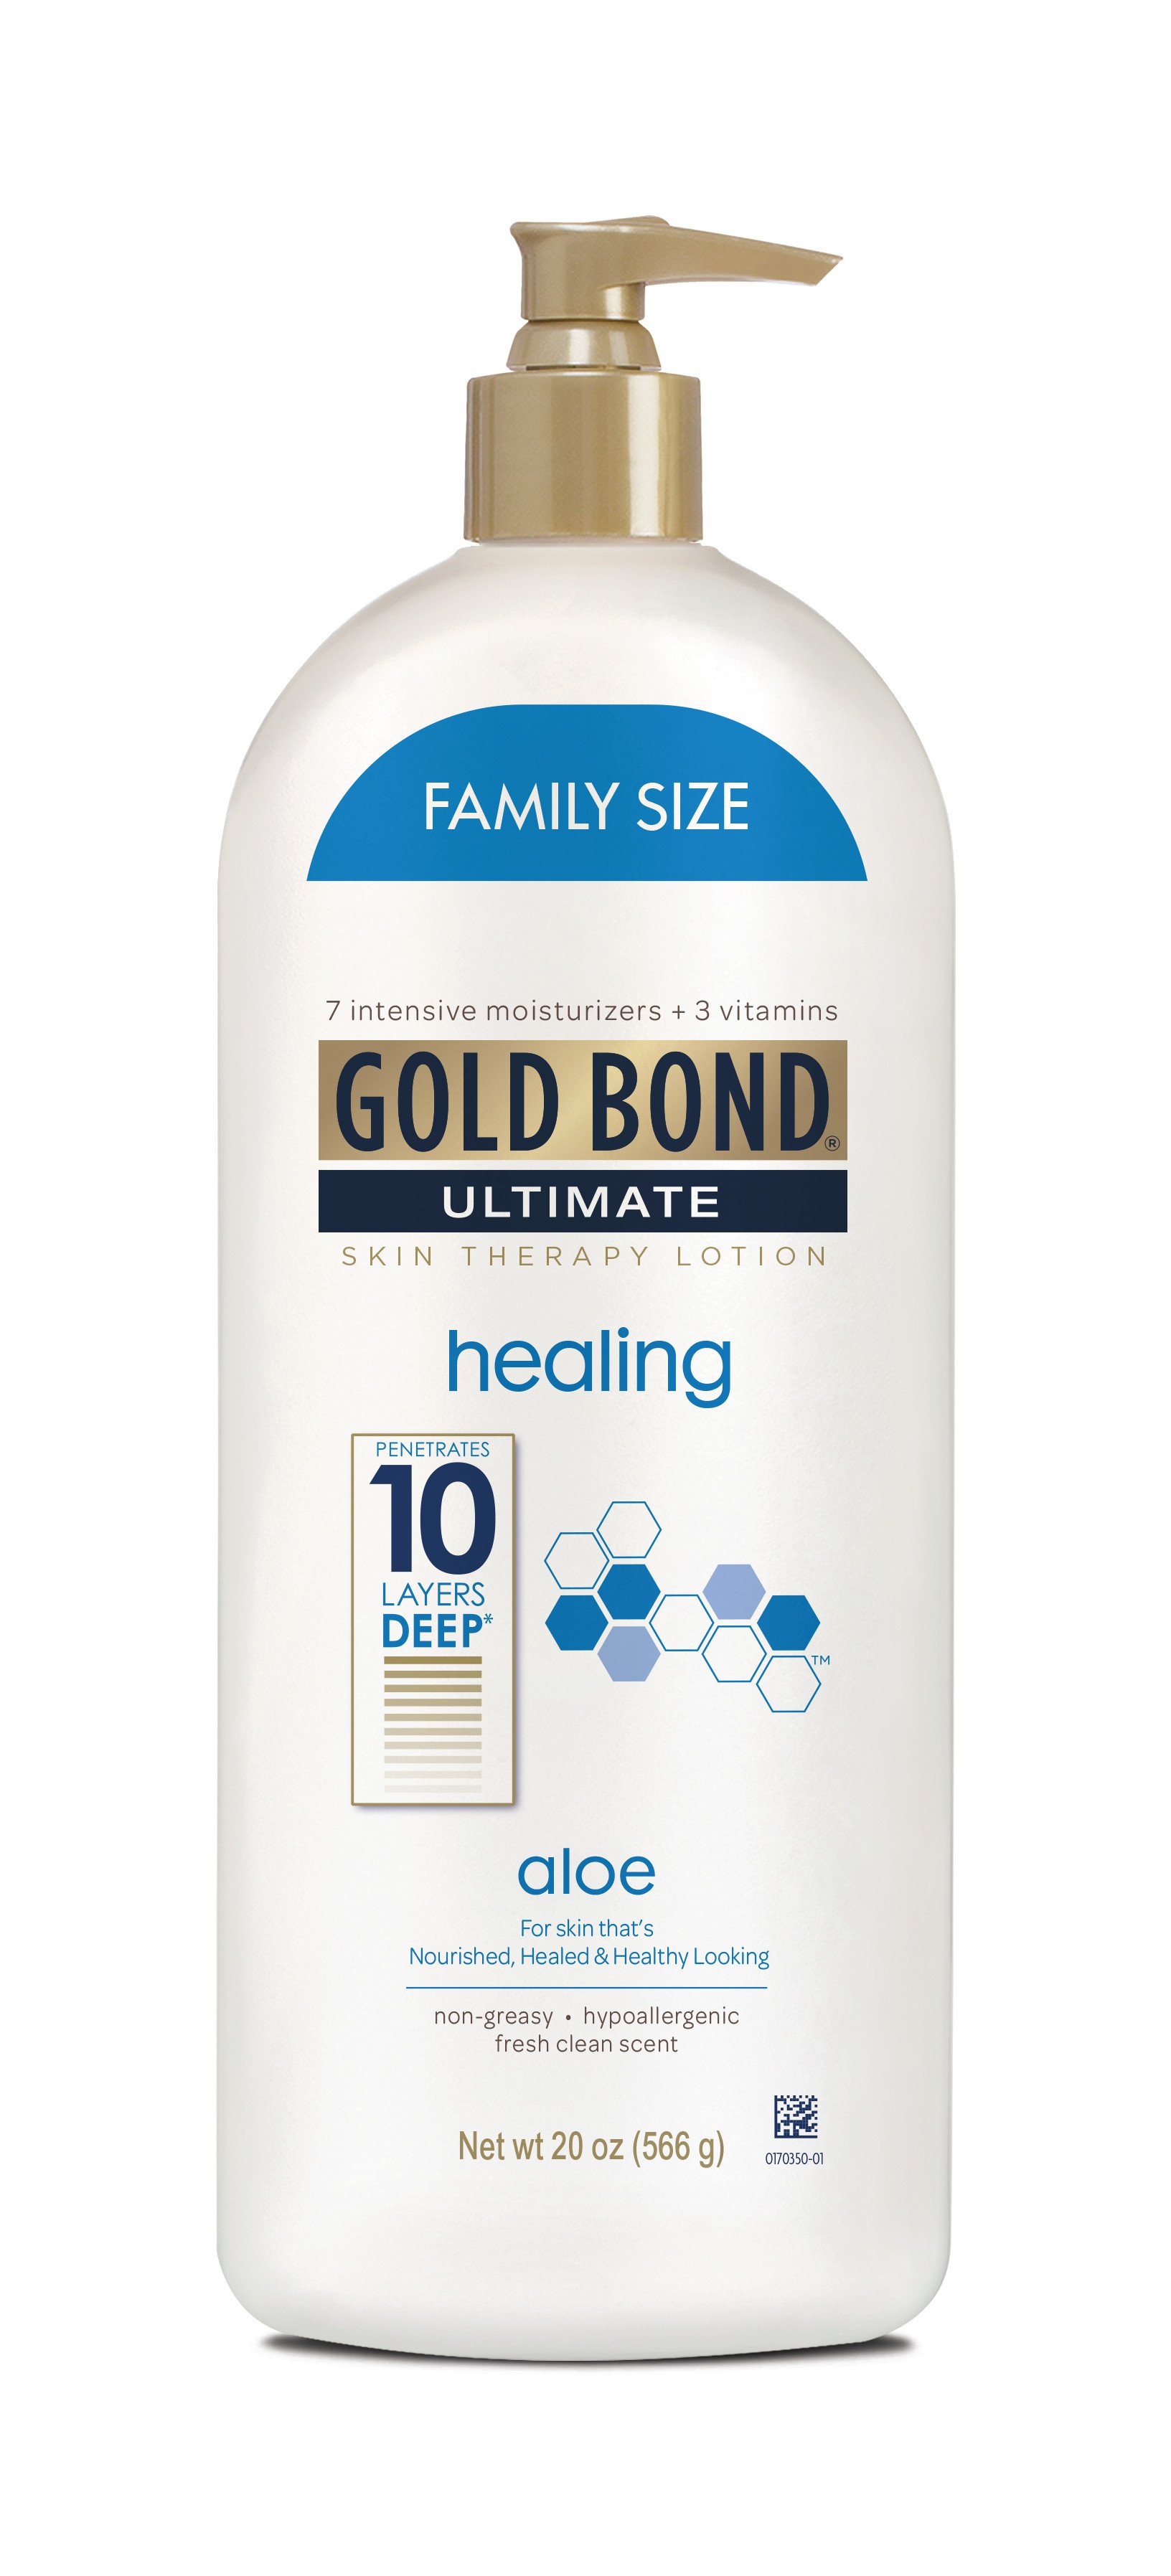 FAMILY SIZE
7 intensive moisturizers + 3 vitamins
GOLD BOND®
ULTIMATE
SKIN THERAPY LOTION
healing
PENETRATES
10
LAYERS
DEEP*
TM
aloe
For skin that's
Nourished, Healed & Healthy Looking
non-greasy • hypoallergenic
fresh clean scent
Net wt 20 oz (566 g)
0170350-01